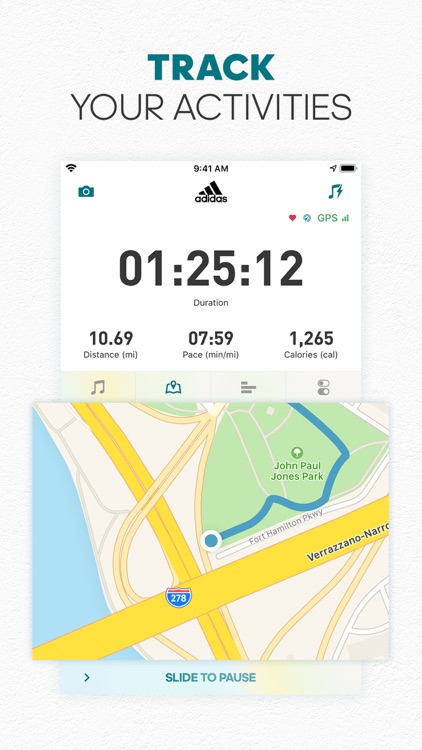 TRACK
YOUR ACTIVITIES
9:41 AM
adidas
GPS
01:25:12
Duration
10.69
07:59
1,265
Distance (mi)
Pace (min/mi)
Calories (cal)
John Paul
Jones Park
Fort Hamilton Pkwy
Verrazzano-Narro
278
SLIDE TO PAUSE